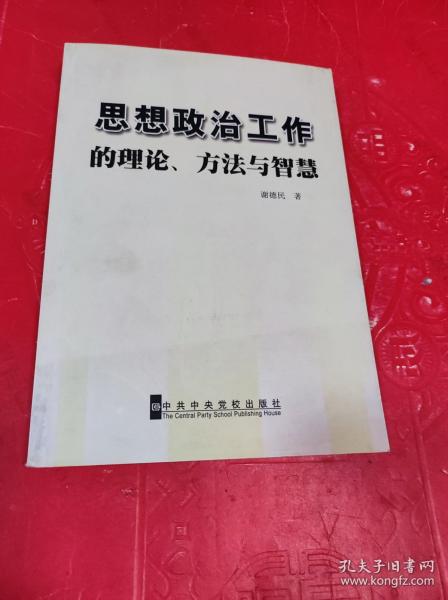 思想政治工作
的理论、方法与智慧
谢德民 著
中共中央党校出版社
The Central Party School Publishing House
孔夫子旧书网
www.kongfz.com